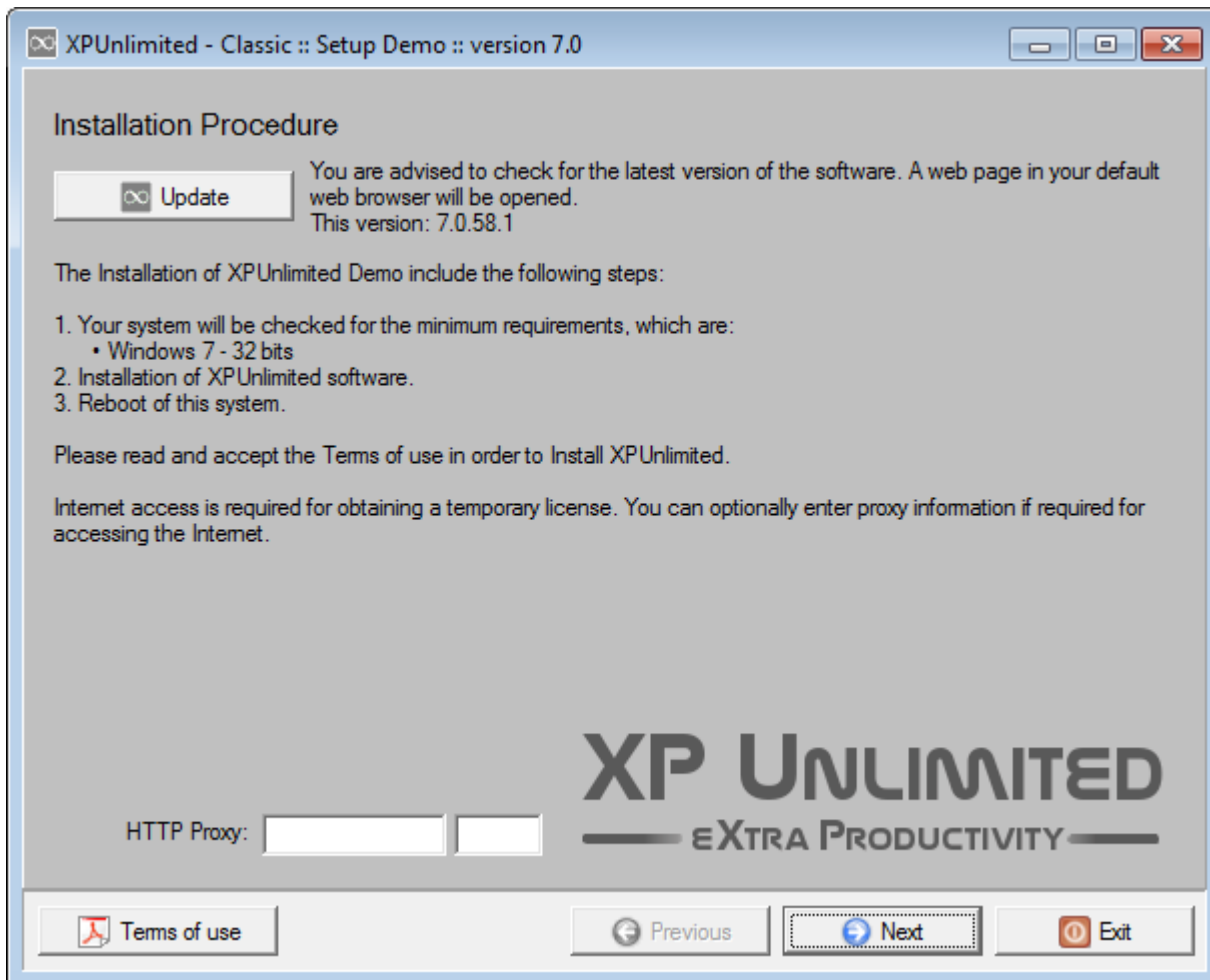 XPUnlimited - Classic :: Setup Demo :: version 7.0
Installation Procedure
Update
You are advised to check for the latest version of the software. A web page in your default
web browser will be opened.
This version: 7.0.58.1
The Installation of XPUnlimited Demo include the following steps:
1. Your system will be checked for the minimum requirements, which are:
• Windows 7 - 32 bits
2. Installation of XPUnlimited software.
3. Reboot of this system.
Please read and accept the Terms of use in order to Install XPUnlimited.
Internet access is required for obtaining a temporary license. You can optionally enter proxy information if required for
accessing the Internet.
XP UNLIMITED
EXTRA PRODUCTIVITY
HTTP Proxy:
Terms of use
Previous
Next
Exit